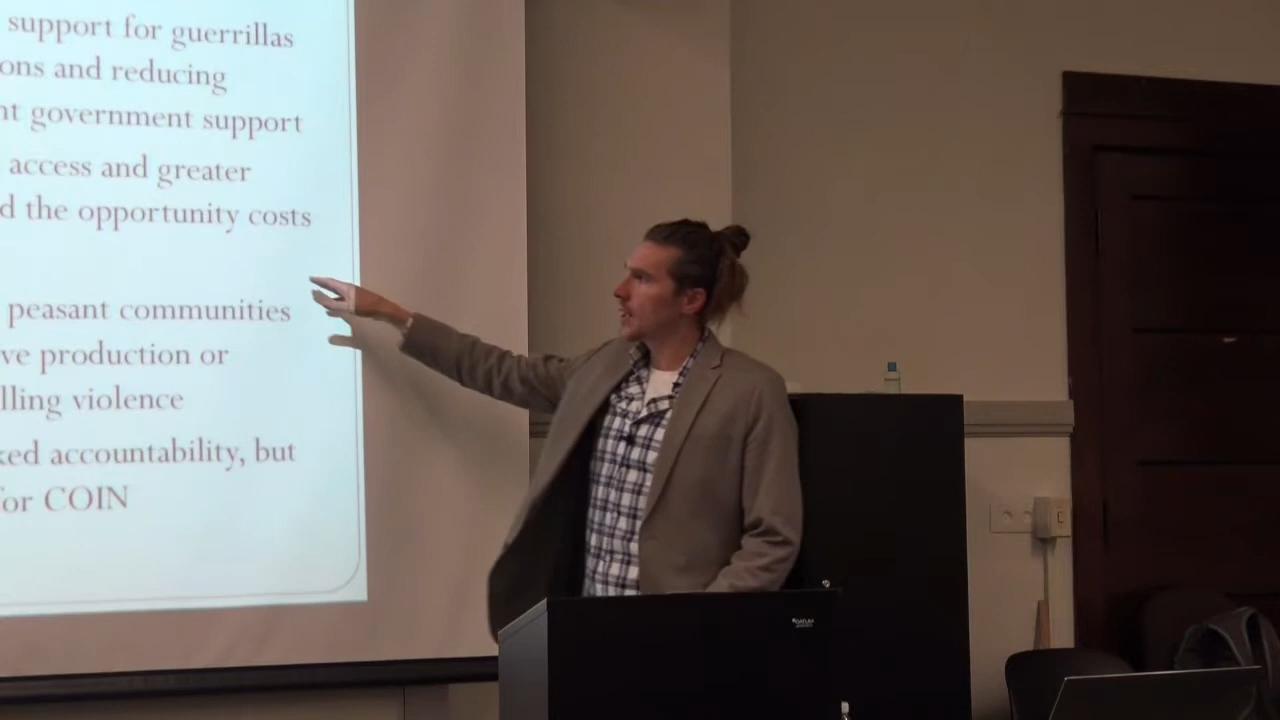 support for guerrillas
ons and reducing
nt government support
access and greater
d the opportunity costs
peasant communities
ve production or
lling violence
ked accountability, but
for COIN